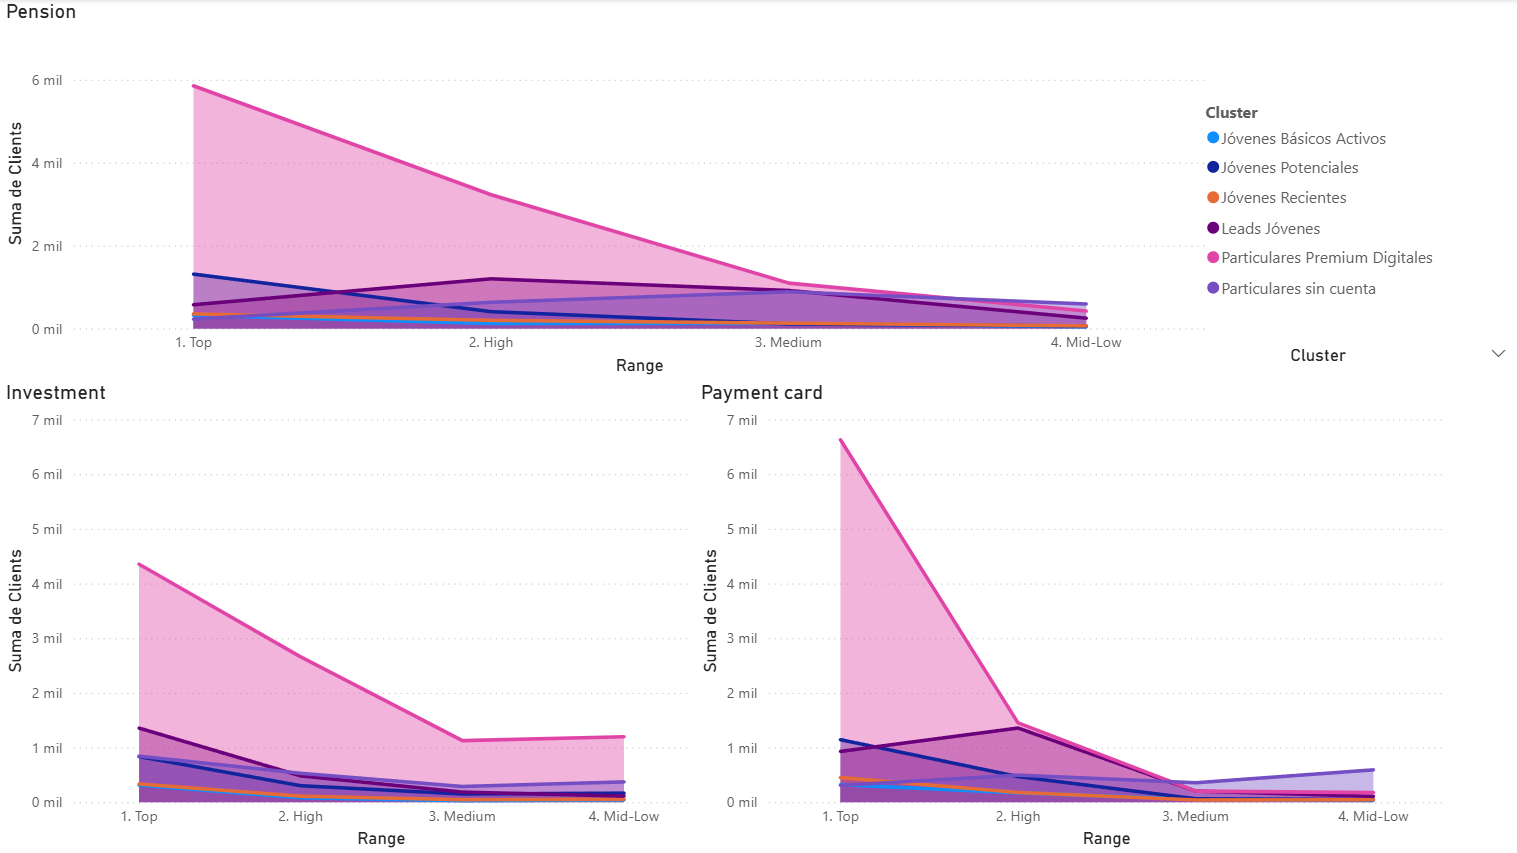 Pension
6 mil
4 mil
2 mil
0 mil
Suma de Clients
1. Top
2. High
3. Medium
4. Mid-Low
Range
Cluster
Jóvenes Básicos Activos
Jóvenes Potenciales
Jóvenes Recientes
Leads Jóvenes
Particulares Premium Digitales
Particulares sin cuenta
Cluster
Investment
7 mil
6 mil
5 mil
4 mil
3 mil
2 mil
1 mil
0 mil
Suma de Clients
1. Top
2. High
3. Medium
4. Mid-Low
Range
Payment card
7 mil
6 mil
5 mil
4 mil
3 mil
2 mil
1 mil
0 mil
Suma de Clients
1. Top
2. High
3. Medium
4. Mid-Low
Range